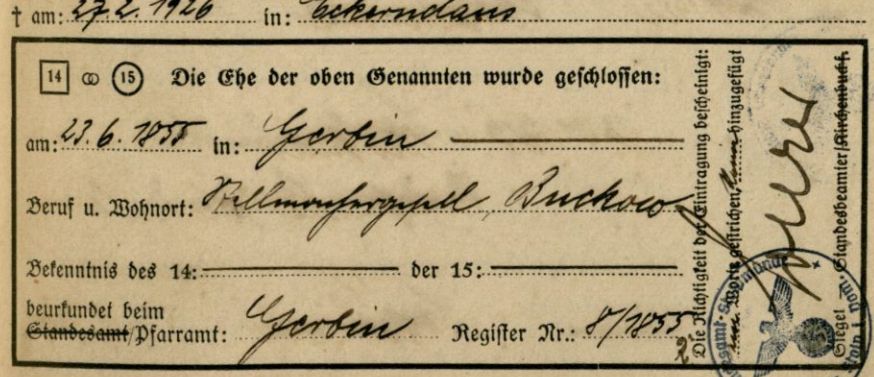 † am: 27.2.1926 in: Eckerndaus
14 ⚭ 15 Die Ehe der oben Genannten wurde geschlossen:
am: 23.6.1855 in: Gerbin
Beruf u. Wohnort: Stellmachergesell, Buckow
Bekenntnis des 14: der 15:
beurkundet beim
Standesamt/Pfarramt: Gerbin Register Nr.: 8/1855
Die Richtigkeit der Eintragung bescheinigt:
Worte gestrichen, hinzugefügt
Siegel – Standesbeamter/Kirchenbuchf.